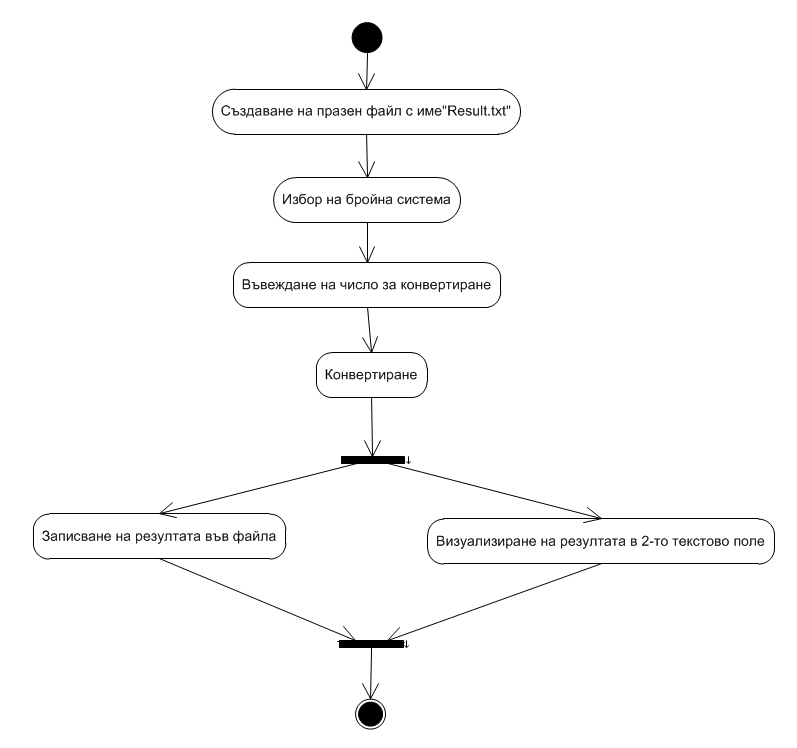 Създаване на празен файл с име"Result.txt"
Избор на бройна система
Въвеждане на число за конвертиране
Конвертиране
Записване на резултата във файла
Визуализиране на резултата в 2-то текстово поле